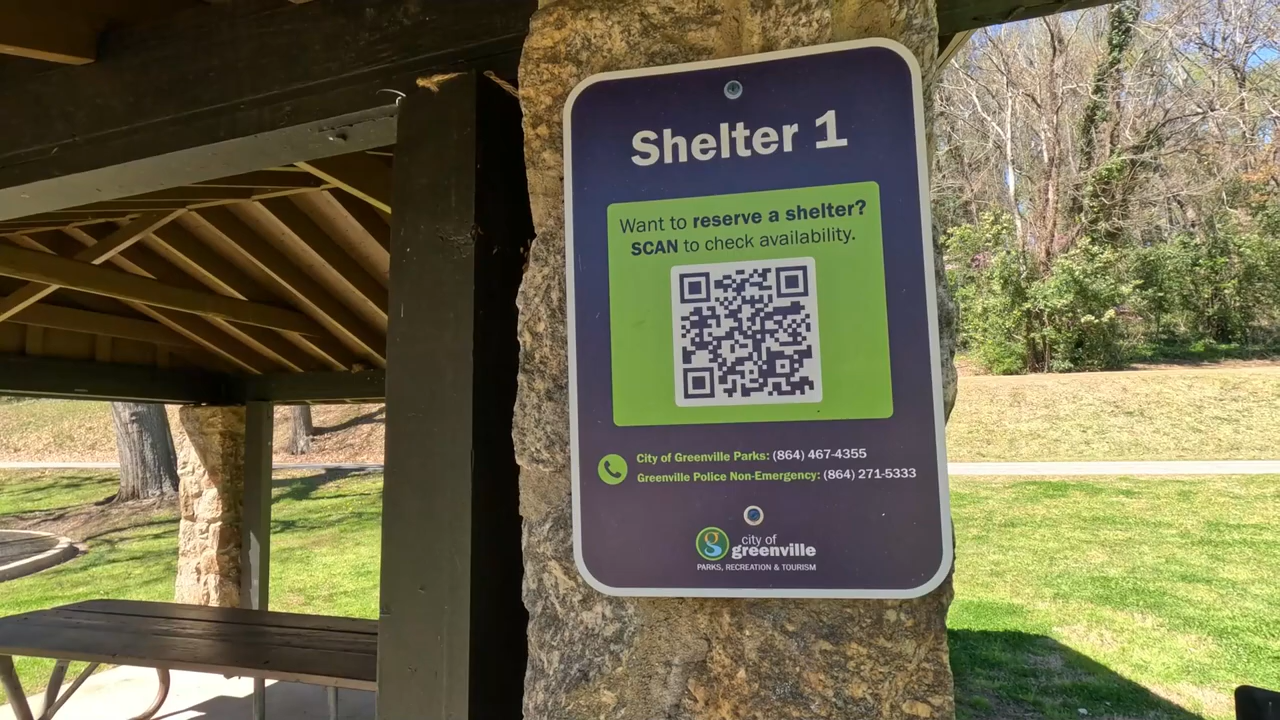 Shelter 1
Want to reserve a shelter?
SCAN to check availability.
City of Greenville Parks: (864) 467-4355
Greenville Police Non-Emergency: (864) 271-5333
g city of
greenville
PARKS, RECREATION & TOURISM